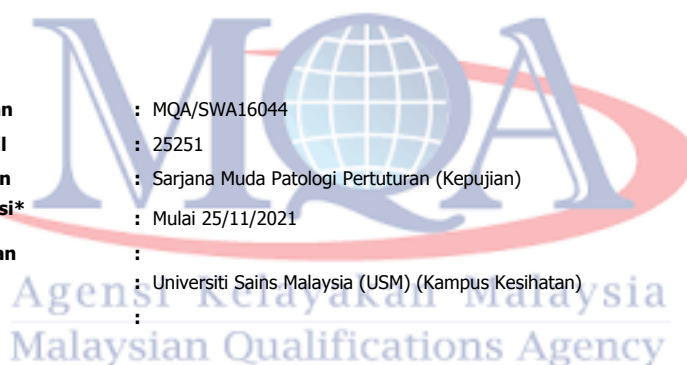 MQA
an : MQA/SWA16044
l : 25251
n : Sarjana Muda Patologi Pertuturan (Kepujian)
si* : Mulai 25/11/2021
an :
: Universiti Sains Malaysia (USM) (Kampus Kesihatan)
:
Agensi Kelayakan Malaysia
Malaysian Qualifications Agency